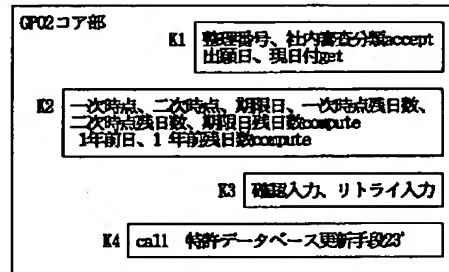 GP02コア部
K1 整理番号、社内審査分類accept
出願日、現日付get
K2 一次時点、二次時点、期限日、一次時点残日数、
二次時点残日数、期限日残日数compute
1年前日、1年前残日数compute
K3 確認入力、リトライ入力
K4 call 特許データベース更新手段23'